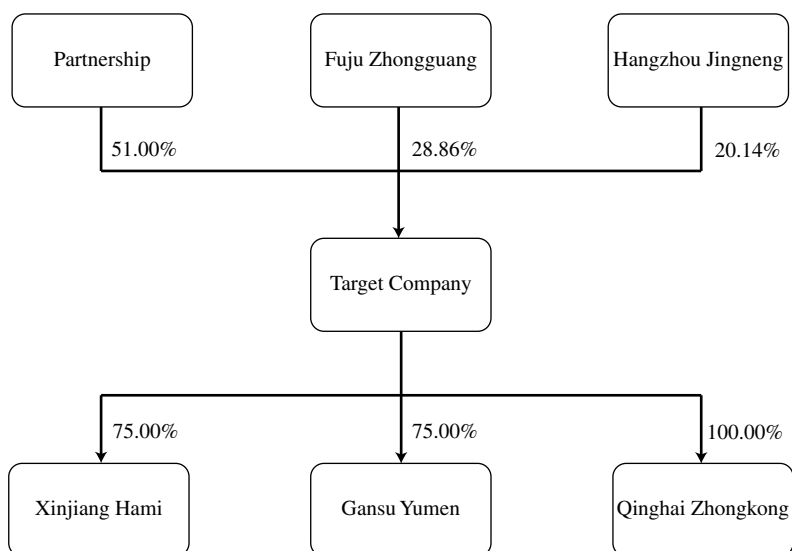 Partnership
Fuju Zhongguang
Hangzhou Jingneng
51.00%
28.86%
20.14%
Target Company
75.00%
75.00%
100.00%
Xinjiang Hami
Gansu Yumen
Qinghai Zhongkong